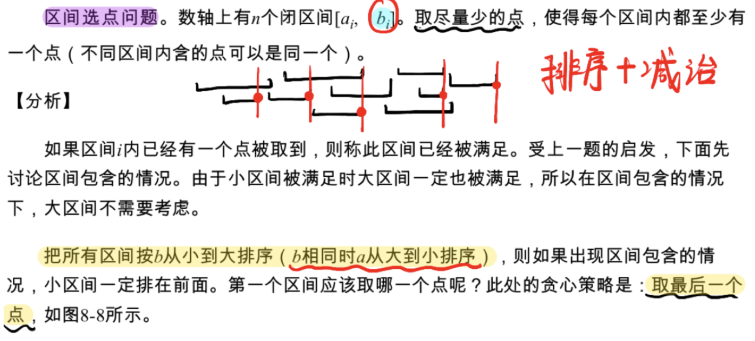 区间选点问题。数轴上有n个闭区间[aᵢ, bᵢ]。取尽量少的点，使得每个区间内都至少有
一个点（不同区间内含的点可以是同一个）。
排序+减治
【分析】
如果区间i内已经有一个点被取到，则称此区间已经被满足。受上一题的启发，下面先
讨论区间包含的情况。由于小区间被满足时大区间一定也被满足，所以在区间包含的情况
下，大区间不需要考虑。
把所有区间按b从小到大排序（b相同时a从大到小排序），则如果出现区间包含的情
况，小区间一定排在前面。第一个区间应该取哪一个点呢？此处的贪心策略是：取最后一个
点，如图8-8所示。